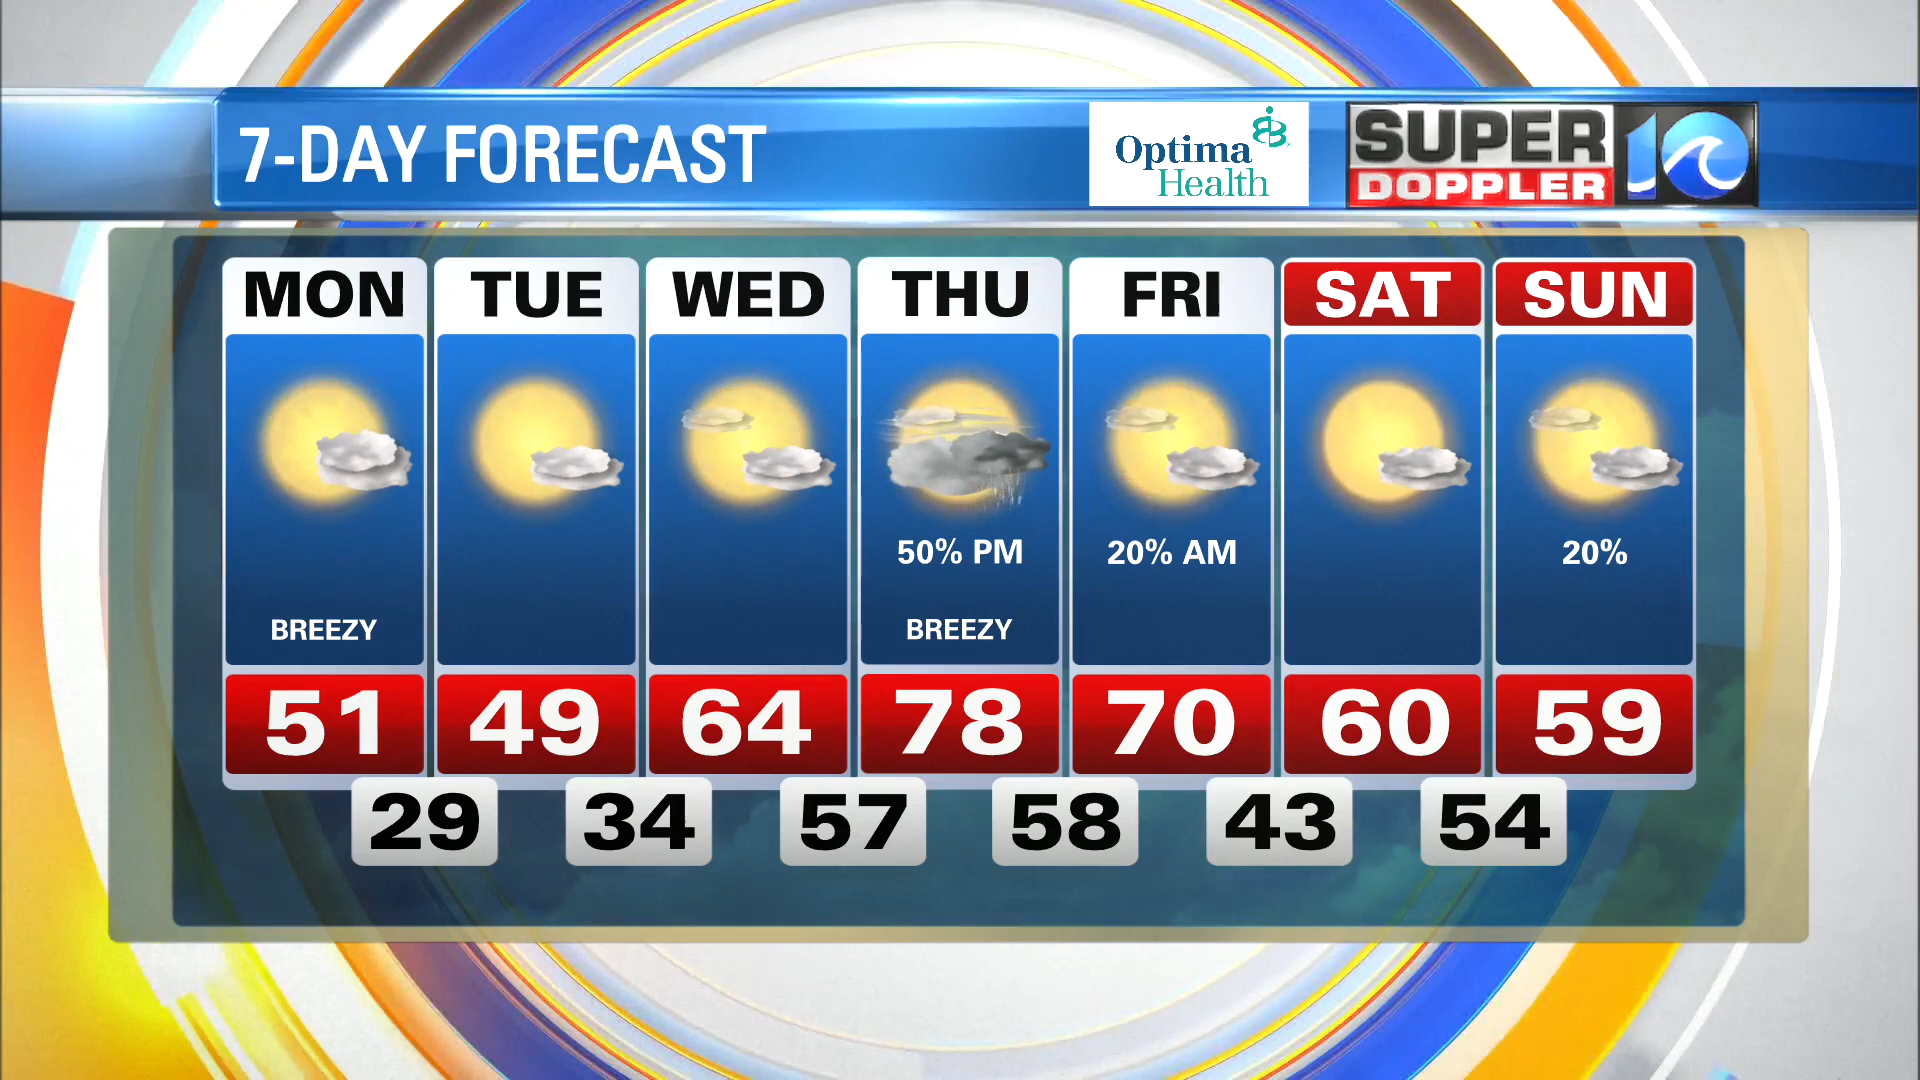 7-DAY FORECAST
Optima
Health
SUPER
DOPPLER
10
MON TUE WED THU FRI SAT SUN
50% PM 20% AM 20%
BREEZY BREEZY
51 49 64 78 70 60 59
29 34 57 58 43 54